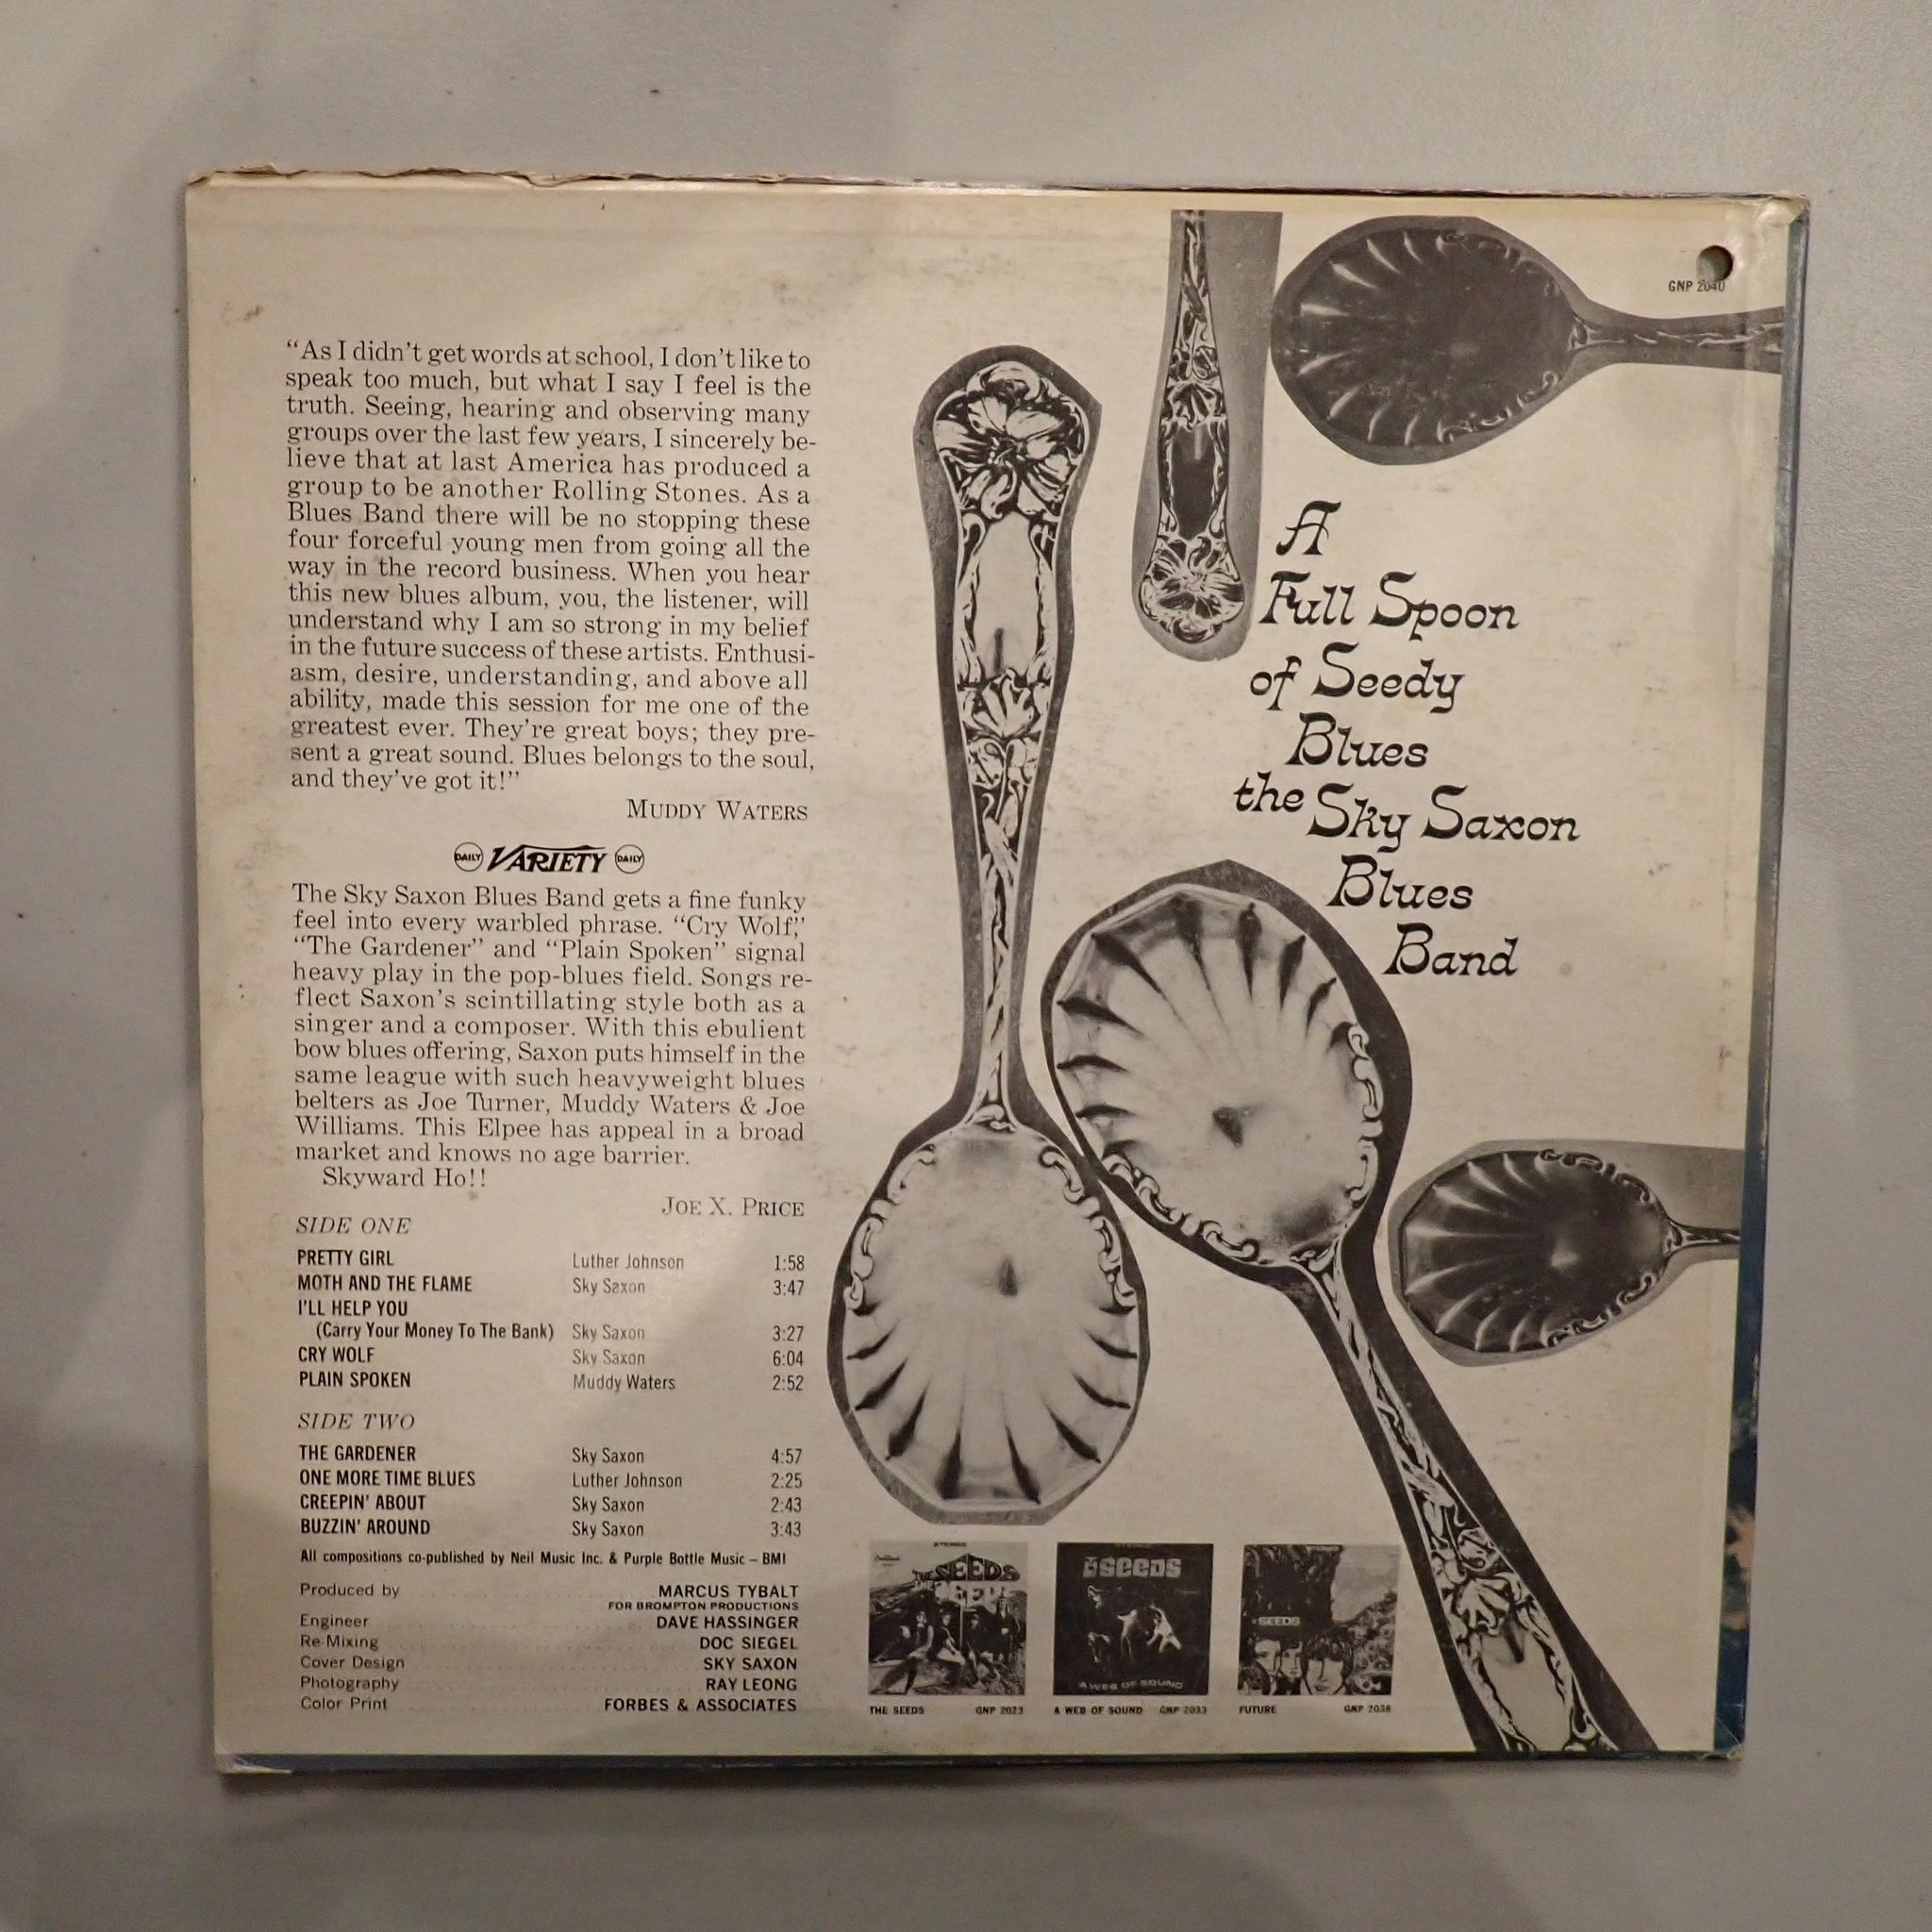 GNP 2040
"As I didn't get words at school, I don't like to
speak too much, but what I say I feel is the
truth. Seeing, hearing and observing many
groups over the last few years, I sincerely be-
lieve that at last America has produced a
group to be another Rolling Stones. As a
Blues Band there will be no stopping these
four forceful young men from going all the
way in the record business. When you hear
this new blues album, you, the listener, will
understand why I am so strong in my belief
in the future success of these artists. Enthusi-
asm, desire, understanding, and above all
ability, made this session for me one of the
greatest ever. They're great boys; they pre-
sent a great sound. Blues belongs to the soul,
and they've got it!"
MUDDY WATERS
DAILY VARIETY DAILY
The Sky Saxon Blues Band gets a fine funky
feel into every warbled phrase. "Cry Wolf,"
"The Gardener" and "Plain Spoken" signal
heavy play in the pop-blues field. Songs re-
flect Saxon's scintillating style both as a
singer and a composer. With this ebulient
bow blues offering, Saxon puts himself in the
same league with such heavyweight blues
belters as Joe Turner, Muddy Waters & Joe
Williams. This Elpee has appeal in a broad
market and knows no age barrier.
Skyward Ho!!
JOE X. PRICE
SIDE ONE
PRETTY GIRL Luther Johnson 1:58
MOTH AND THE FLAME Sky Saxon 3:47
I'LL HELP YOU
(Carry Your Money To The Bank) Sky Saxon 3:27
CRY WOLF Sky Saxon 6:04
PLAIN SPOKEN Muddy Waters 2:52
SIDE TWO
THE GARDENER Sky Saxon 4:57
ONE MORE TIME BLUES Luther Johnson 2:25
CREEPIN' ABOUT Sky Saxon 2:43
BUZZIN' AROUND Sky Saxon 3:43
All compositions co-published by Neil Music Inc. & Purple Bottle Music – BMI
Produced by MARCUS TYBALT
FOR BROMPTON PRODUCTIONS
Engineer DAVE HASSINGER
Re-Mixing DOC SIEGEL
Cover Design SKY SAXON
Photography RAY LEONG
Color Print FORBES & ASSOCIATES
A
Full Spoon
of Seedy
Blues
the Sky Saxon
Blues
Band
STEREO
THE SEEDS
THE SEEDS GNP 2023
THE SEEDS
A WEB OF SOUND
A WEB OF SOUND GNP 2033
SEEDS
FUTURE GNP 2038